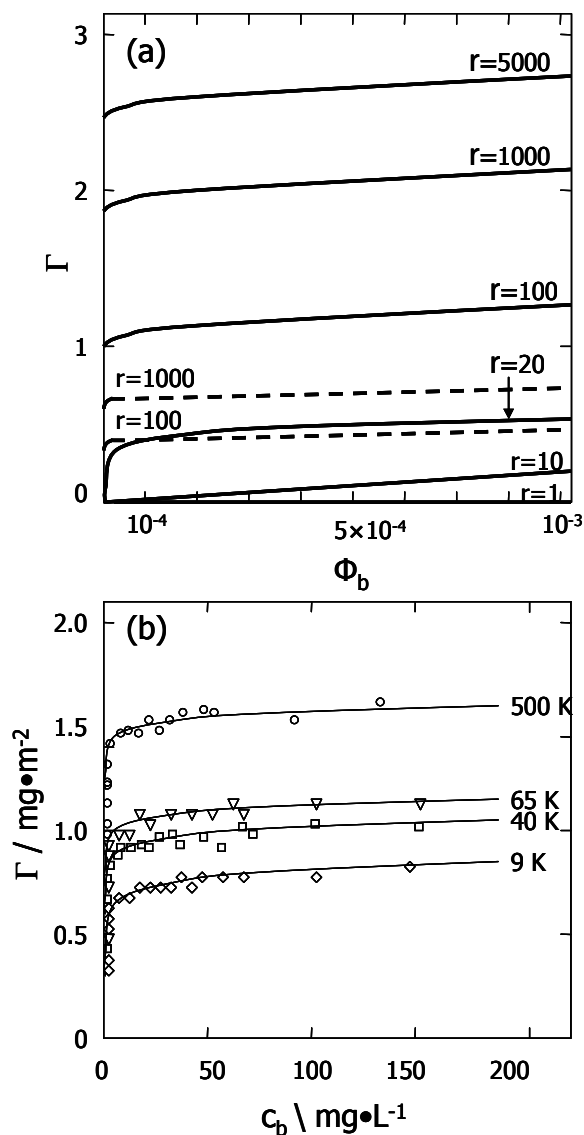 (a)
3
r=5000
2
r=1000
Γ
r=100
1
r=1000
r=20
r=100
r=10
0
r=1
10⁻⁴
5×10⁻⁴
10⁻³
Φb
(b)
2.0
500 K
1.5
Γ / mg•m⁻²
65 K
1.0
40 K
9 K
0.5
0
0
50
100
150
200
cb \ mg•L⁻¹